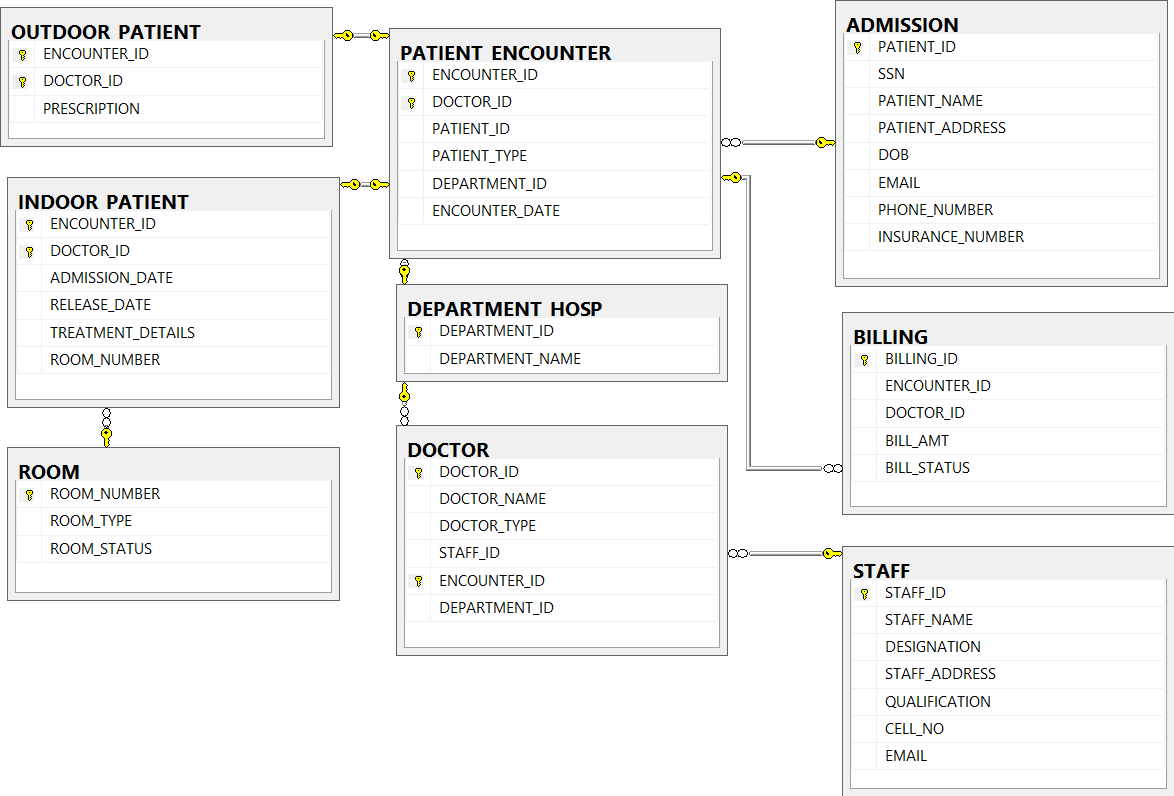 OUTDOOR PATIENT
ENCOUNTER_ID
DOCTOR_ID
PRESCRIPTION
INDOOR PATIENT
ENCOUNTER_ID
DOCTOR_ID
ADMISSION_DATE
RELEASE_DATE
TREATMENT_DETAILS
ROOM_NUMBER
ROOM
ROOM_NUMBER
ROOM_TYPE
ROOM_STATUS
PATIENT ENCOUNTER
ENCOUNTER_ID
DOCTOR_ID
PATIENT_ID
PATIENT_TYPE
DEPARTMENT_ID
ENCOUNTER_DATE
DEPARTMENT HOSP
DEPARTMENT_ID
DEPARTMENT_NAME
DOCTOR
DOCTOR_ID
DOCTOR_NAME
DOCTOR_TYPE
STAFF_ID
ENCOUNTER_ID
DEPARTMENT_ID
ADMISSION
PATIENT_ID
SSN
PATIENT_NAME
PATIENT_ADDRESS
DOB
EMAIL
PHONE_NUMBER
INSURANCE_NUMBER
BILLING
BILLING_ID
ENCOUNTER_ID
DOCTOR_ID
BILL_AMT
BILL_STATUS
STAFF
STAFF_ID
STAFF_NAME
DESIGNATION
STAFF_ADDRESS
QUALIFICATION
CELL_NO
EMAIL